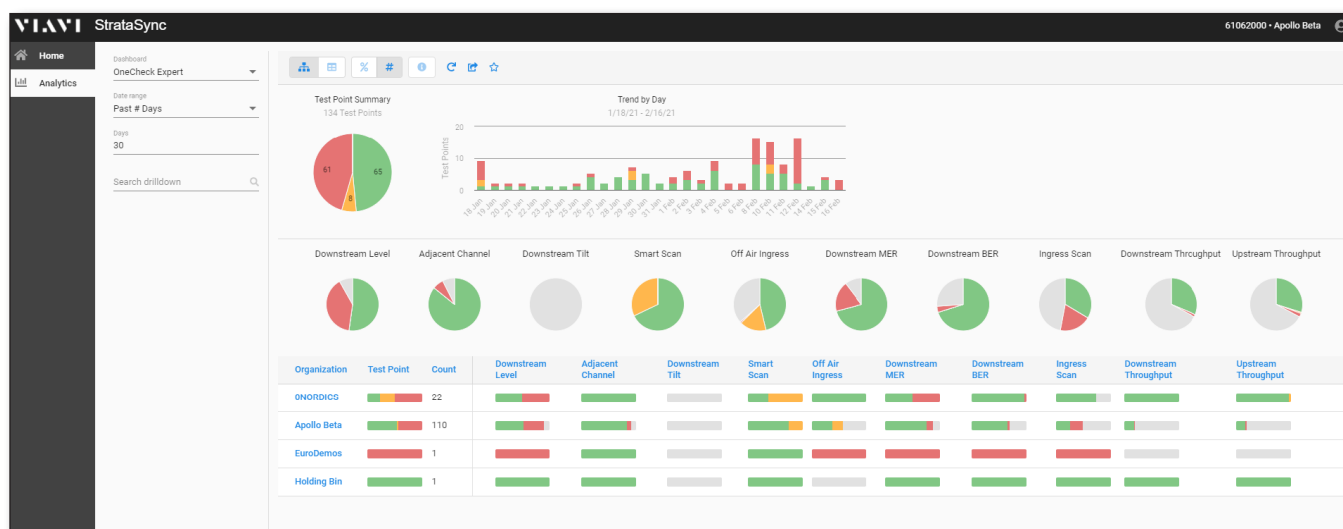 VIAVI StrataSync
61062000 • Apollo Beta
Home
Analytics
Dashboard
OneCheck Expert
Date range
Past # Days
Days
30
Search drilldown
% #
Test Point Summary
134 Test Points
61
65
8
Trend by Day
1/18/21 - 2/16/21
Test Points
20
10
0
18 Jan 19 Jan 20 Jan 21 Jan 22 Jan 23 Jan 24 Jan 25 Jan 26 Jan 27 Jan 28 Jan 29 Jan 30 Jan 31 Jan 1 Feb 2 Feb 3 Feb 4 Feb 5 Feb 6 Feb 8 Feb 10 Feb 11 Feb 12 Feb 14 Feb 15 Feb 16 Feb
Downstream Level Adjacent Channel Downstream Tilt Smart Scan Off Air Ingress Downstream MER Downstream BER Ingress Scan Downstream Throughput Upstream Throughput
Organization Test Point Count Downstream Level Adjacent Channel Downstream Tilt Smart Scan Off Air Ingress Downstream MER Downstream BER Ingress Scan Downstream Throughput Upstream Throughput
0NORDICS 22
Apollo Beta 110
EuroDemos 1
Holding Bin 1